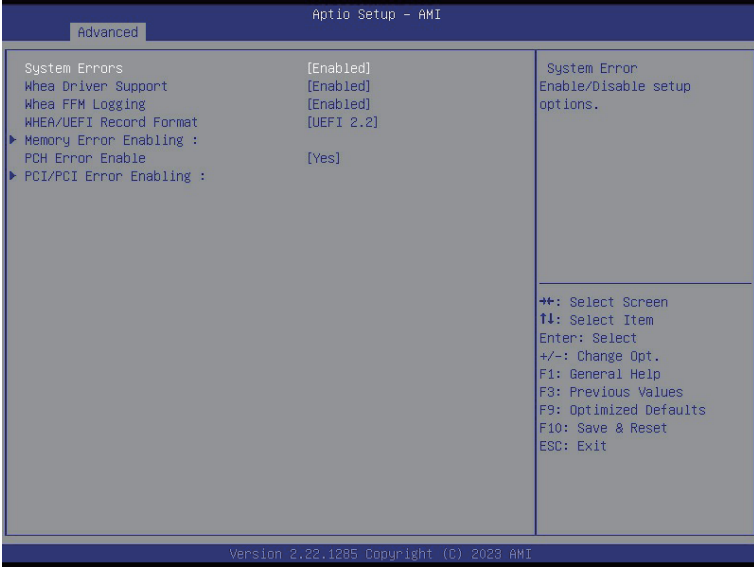 Aptio Setup - AMI
Advanced
System Errors [Enabled]
Whea Driver Support [Enabled]
Whea FFM Logging [Enabled]
WHEA/UEFI Record Format [UEFI 2.2]
Memory Error Enabling :
PCH Error Enable [Yes]
PCI/PCI Error Enabling :
System Error
Enable/Disable setup
options.
→←: Select Screen
↑↓: Select Item
Enter: Select
+/-: Change Opt.
F1: General Help
F3: Previous Values
F9: Optimized Defaults
F10: Save & Reset
ESC: Exit
Version 2.22.1285 Copyright (C) 2023 AMI